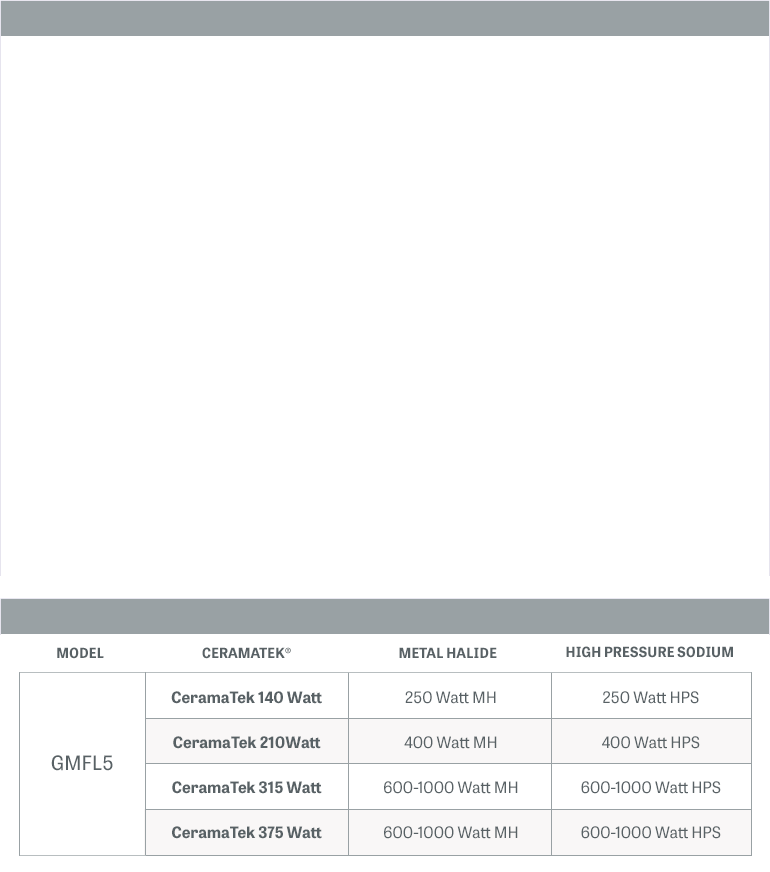 MODEL CERAMATEK® METAL HALIDE HIGH PRESSURE SODIUM
CeramaTek 140 Watt 250 Watt MH 250 Watt HPS
CeramaTek 210Watt 400 Watt MH 400 Watt HPS
GMFL5
CeramaTek 315 Watt 600-1000 Watt MH 600-1000 Watt HPS
CeramaTek 375 Watt 600-1000 Watt MH 600-1000 Watt HPS